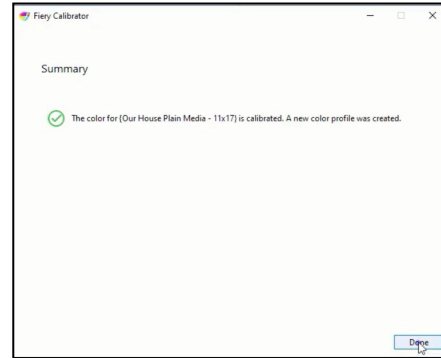 Fiery Calibrator
Summary
The color for (Our House Plain Media - 11x17) is calibrated. A new color profile was created.
Done